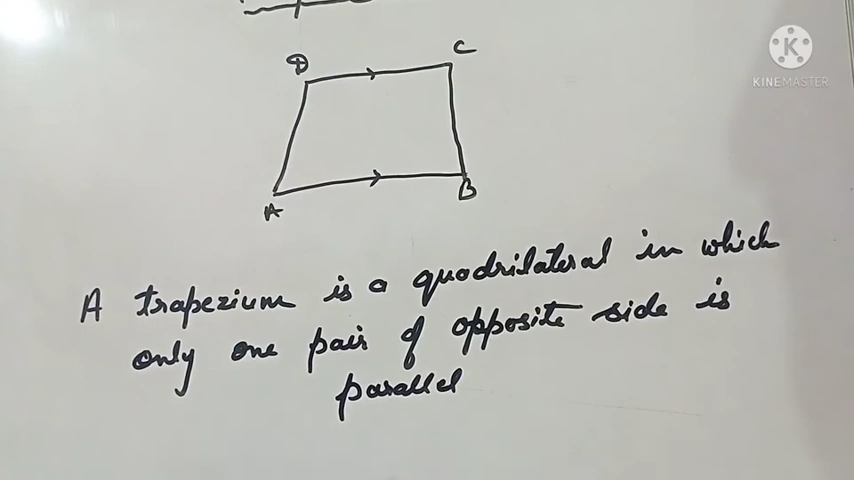 D C
A B
K
KINEMASTER
A trapezium is a quadrilateral in which
only one pair of opposite side is
parallel